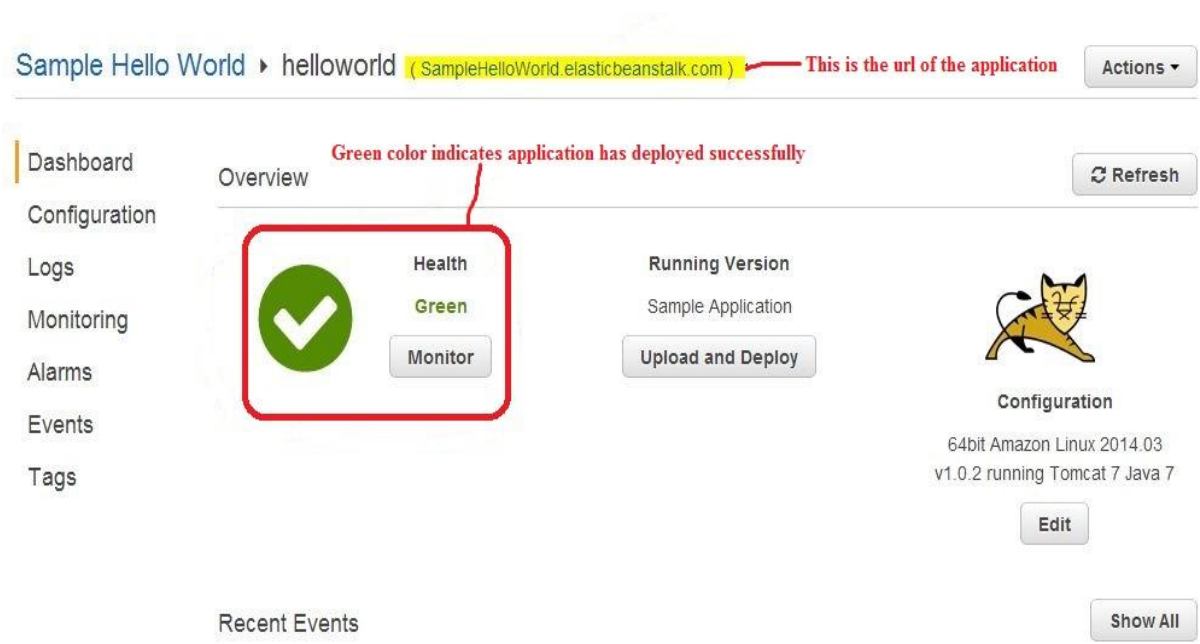 Sample Hello World ▸ helloworld ( SampleHelloWorld.elasticbeanstalk.com )
This is the url of the application
Actions
Dashboard
Configuration
Logs
Monitoring
Alarms
Events
Tags
Green color indicates application has deployed successfully
Overview
Refresh
Health
Green
Monitor
Running Version
Sample Application
Upload and Deploy
Configuration
64bit Amazon Linux 2014.03
v1.0.2 running Tomcat 7 Java 7
Edit
Recent Events
Show All